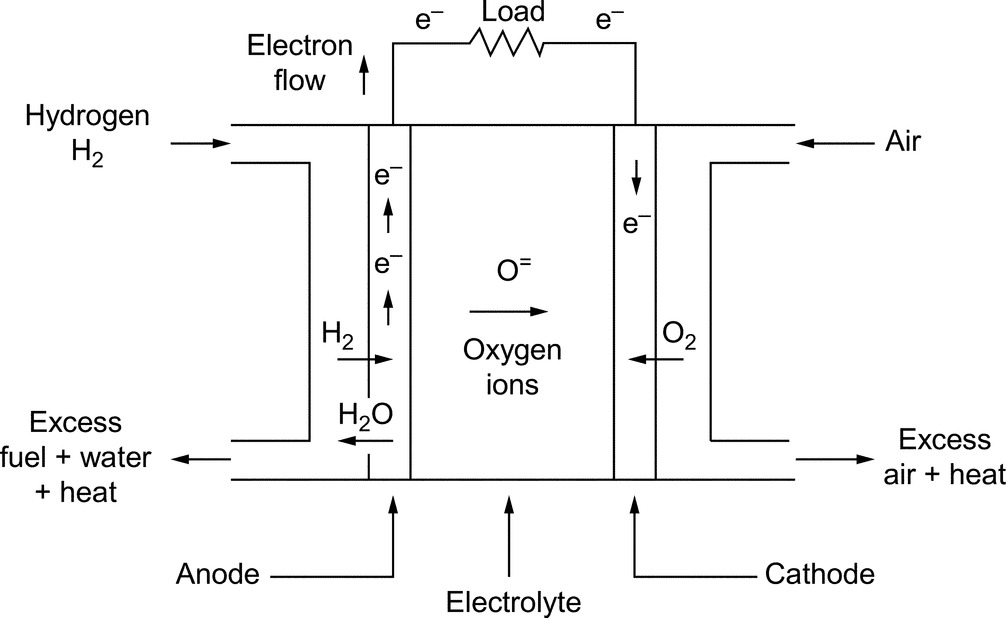 e⁻ Load e⁻
Electron
flow
Hydrogen
H₂
Air
e⁻
e⁻
e⁻
O⁼
Oxygen
ions
H₂
O₂
H₂O
Excess
fuel + water
+ heat
Excess
air + heat
Anode
Electrolyte
Cathode